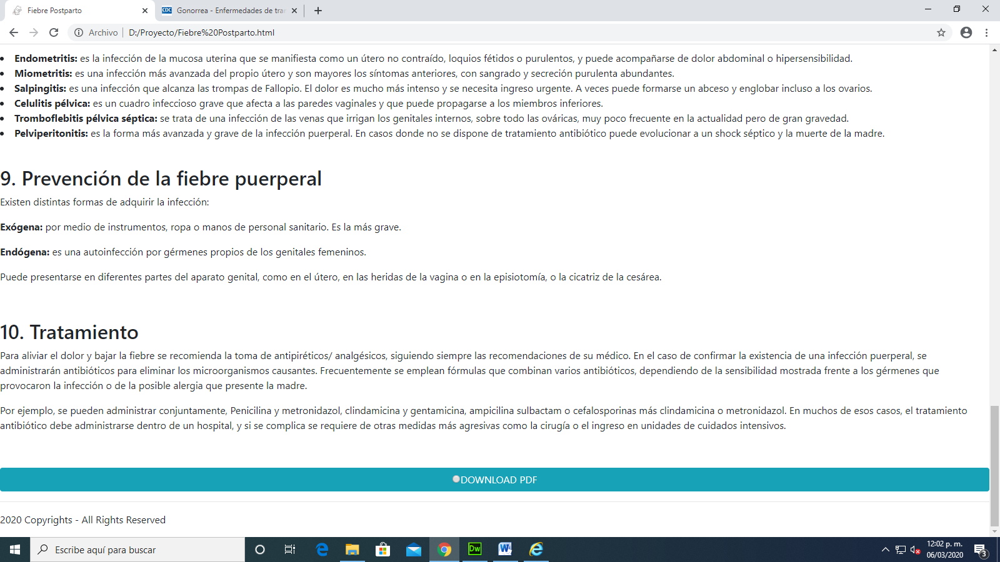 Fiebre Postparto
CDC Gonorrea - Enfermedades de tra
Archivo D:/Proyecto/Fiebre%20Postparto.html
• Endometritis: es la infección de la mucosa uterina que se manifiesta como un útero no contraído, loquios fétidos o purulentos, y puede acompañarse de dolor abdominal o hipersensibilidad.
• Miometritis: es una infección más avanzada del propio útero y son mayores los síntomas anteriores, con sangrado y secreción purulenta abundantes.
• Salpingitis: es una infección que alcanza las trompas de Fallopio. El dolor es mucho más intenso y se necesita ingreso urgente. A veces puede formarse un abceso y englobar incluso a los ovarios.
• Celulitis pélvica: es un cuadro infeccioso grave que afecta a las paredes vaginales y que puede propagarse a los miembros inferiores.
• Tromboflebitis pélvica séptica: se trata de una infección de las venas que irrigan los genitales internos, sobre todo las ováricas, muy poco frecuente en la actualidad pero de gran gravedad.
• Pelviperitonitis: es la forma más avanzada y grave de la infección puerperal. En casos donde no se dispone de tratamiento antibiótico puede evolucionar a un shock séptico y la muerte de la madre.
9. Prevención de la fiebre puerperal
Existen distintas formas de adquirir la infección:
Exógena: por medio de instrumentos, ropa o manos de personal sanitario. Es la más grave.
Endógena: es una autoinfección por gérmenes propios de los genitales femeninos.
Puede presentarse en diferentes partes del aparato genital, como en el útero, en las heridas de la vagina o en la episiotomía, o la cicatriz de la cesárea.
10. Tratamiento
Para aliviar el dolor y bajar la fiebre se recomienda la toma de antipiréticos/ analgésicos, siguiendo siempre las recomendaciones de su médico. En el caso de confirmar la existencia de una infección puerperal, se
administrarán antibióticos para eliminar los microorganismos causantes. Frecuentemente se emplean fórmulas que combinan varios antibióticos, dependiendo de la sensibilidad mostrada frente a los gérmenes que
provocaron la infección o de la posible alergia que presente la madre.
Por ejemplo, se pueden administrar conjuntamente, Penicilina y metronidazol, clindamicina y gentamicina, ampicilina sulbactam o cefalosporinas más clindamicina o metronidazol. En muchos de esos casos, el tratamiento
antibiótico debe administrarse dentro de un hospital, y si se complica se requiere de otras medidas más agresivas como la cirugía o el ingreso en unidades de cuidados intensivos.
DOWNLOAD PDF
2020 Copyrights - All Rights Reserved
Escribe aquí para buscar
Dw
W
12:02 p. m.
06/03/2020
3